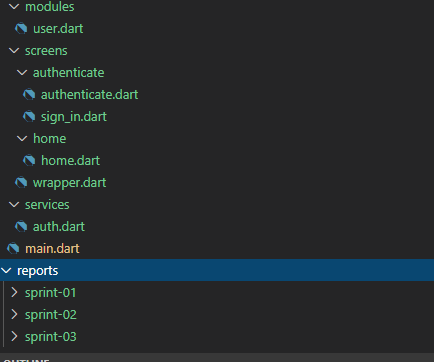 modules
user.dart
screens
authenticate
authenticate.dart
sign_in.dart
home
home.dart
wrapper.dart
services
auth.dart
main.dart
reports
sprint-01
sprint-02
sprint-03
OUTLINE